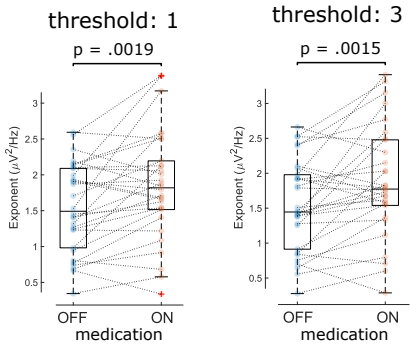 threshold: 1
p = .0019
3
2.5
2
1.5
1
0.5
Exponent (μV²/Hz)
OFF
ON
medication
threshold: 3
p = .0015
3
2.5
2
1.5
1
0.5
Exponent (μV²/Hz)
OFF
ON
medication